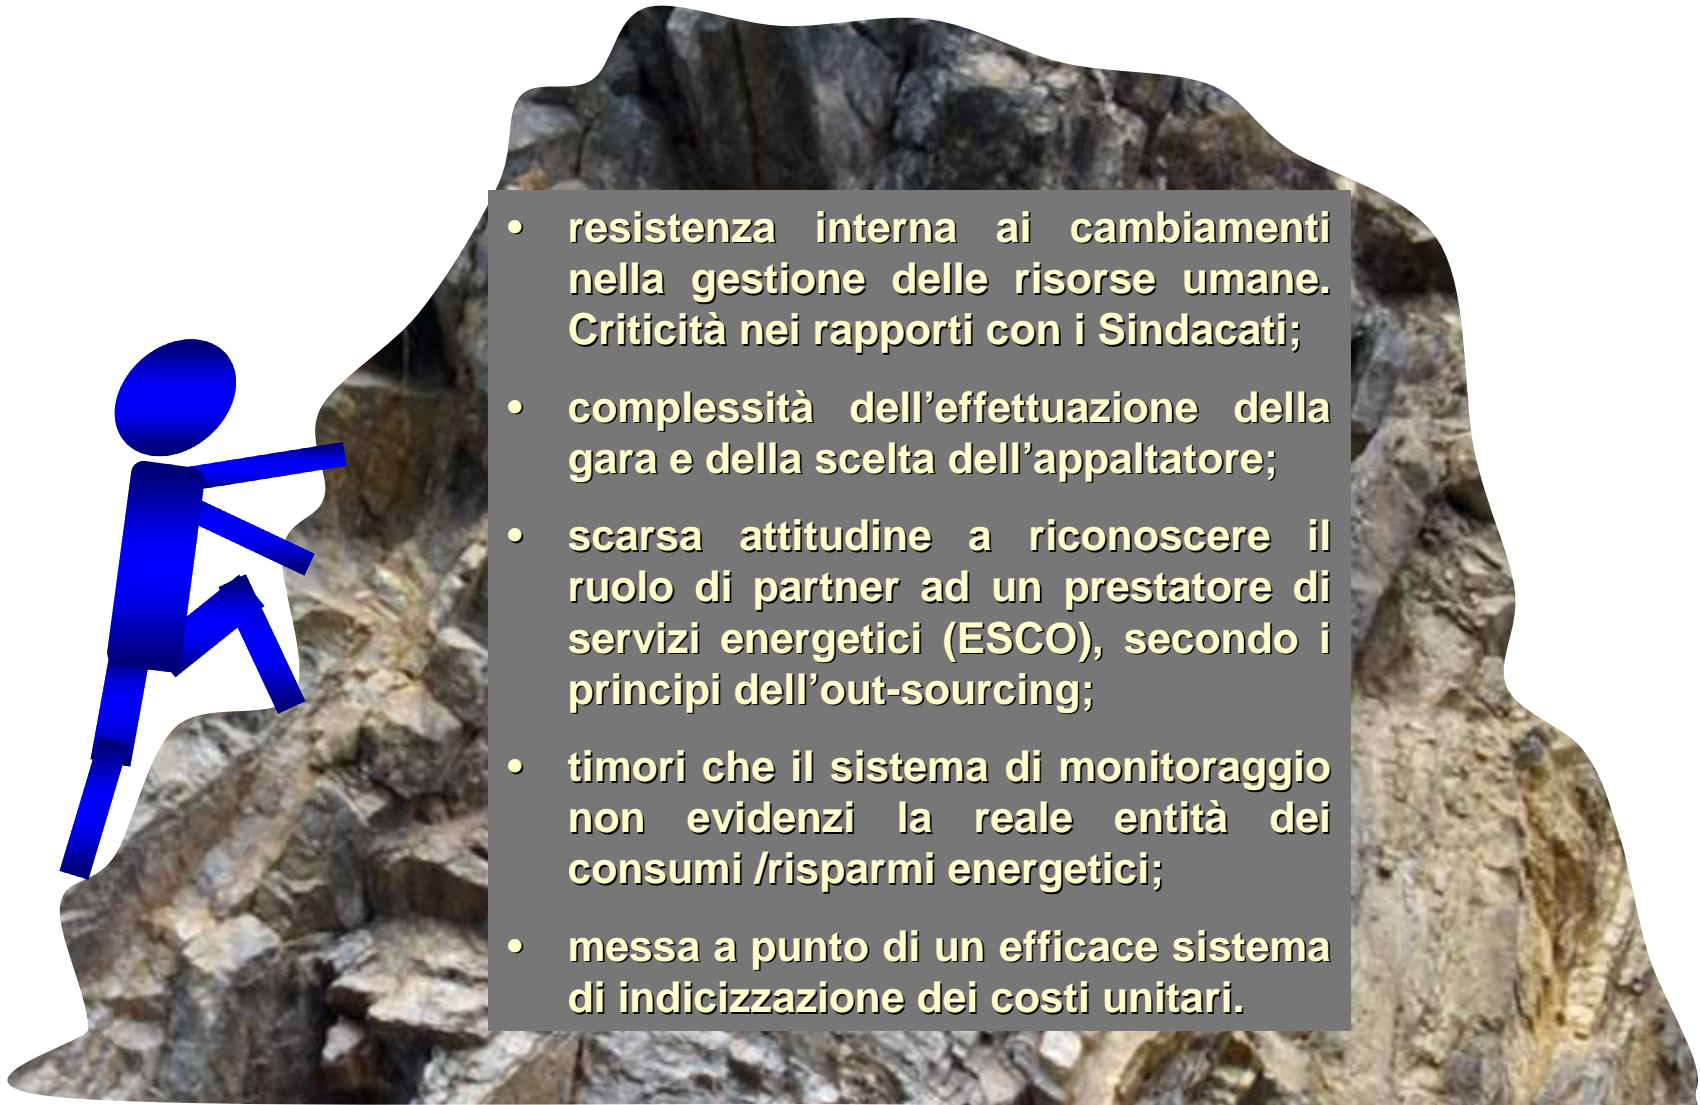 • resistenza interna ai cambiamenti
nella gestione delle risorse umane.
Criticità nei rapporti con i Sindacati;
• complessità dell’effettuazione della
gara e della scelta dell’appaltatore;
• scarsa attitudine a riconoscere il
ruolo di partner ad un prestatore di
servizi energetici (ESCO), secondo i
principi dell’out-sourcing;
• timori che il sistema di monitoraggio
non evidenzi la reale entità dei
consumi /risparmi energetici;
• messa a punto di un efficace sistema
di indicizzazione dei costi unitari.